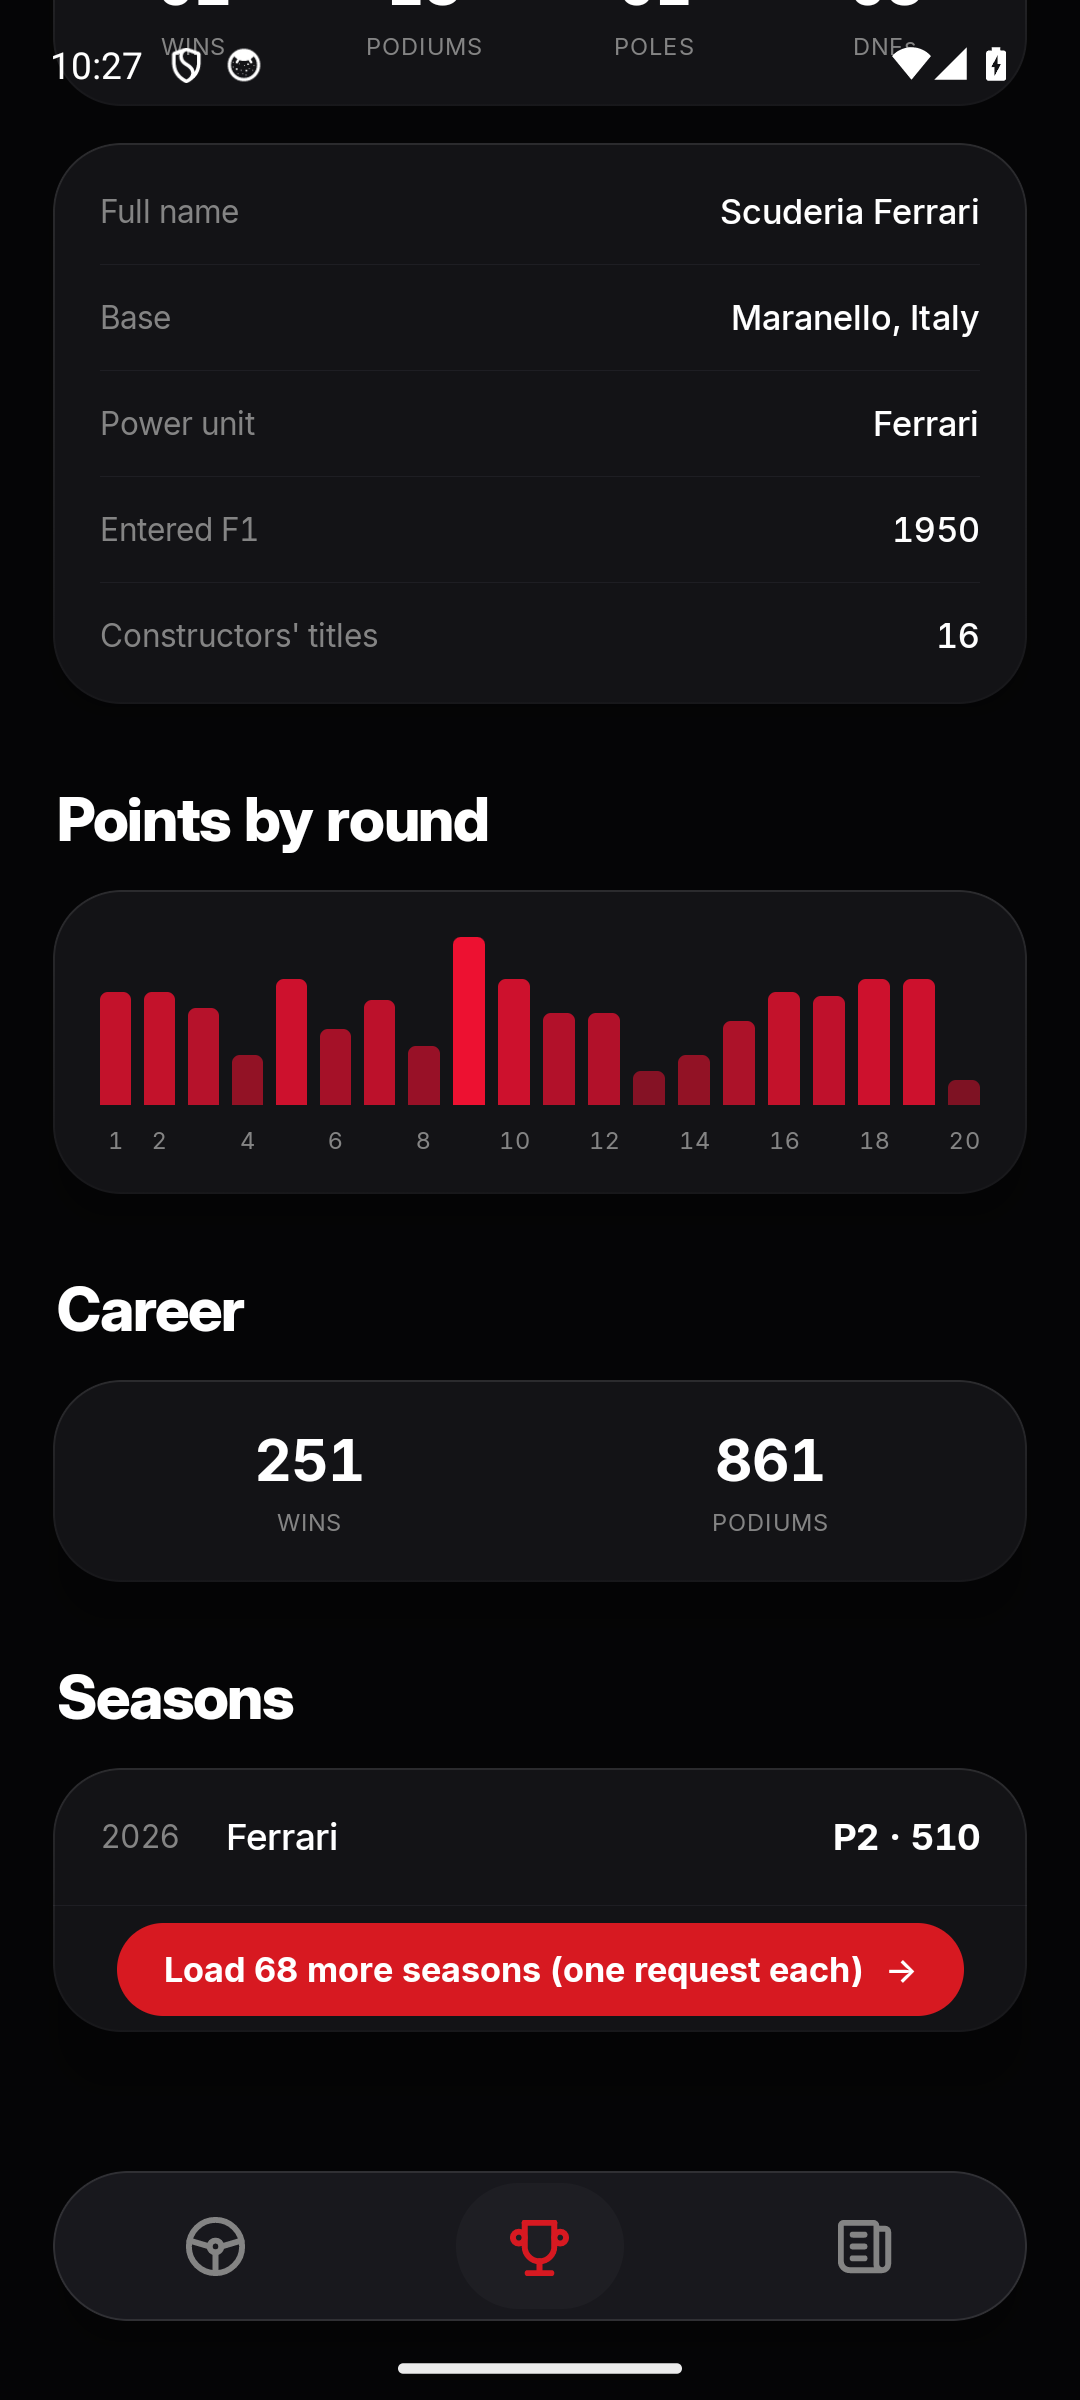 WINS PODIUMS POLES DNFs
10:27
Full name Scuderia Ferrari
Base Maranello, Italy
Power unit Ferrari
Entered F1 1950
Constructors' titles 16
Points by round
1 2 4 6 8 10 12 14 16 18 20
Career
251 861
WINS PODIUMS
Seasons
2026 Ferrari P2 · 510
Load 68 more seasons (one request each) →